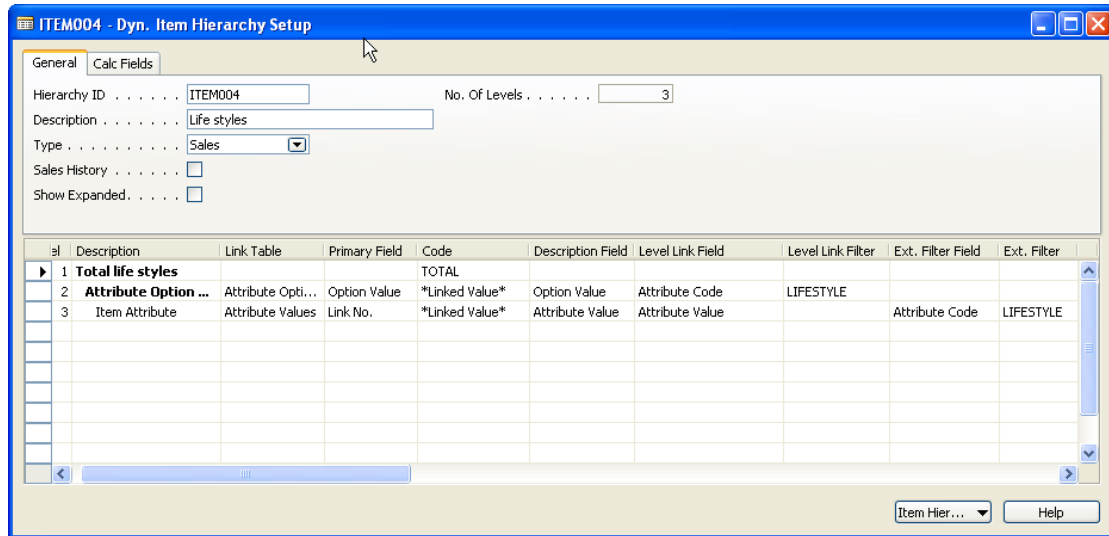 ITEM004 - Dyn. Item Hierarchy Setup
General Calc Fields
Hierarchy ID . . . . . . ITEM004 No. Of Levels . . . . . . 3
Description . . . . . . . Life styles
Type . . . . . . . . . . Sales
Sales History . . . . . .
Show Expanded. . . . .
el Description Link Table Primary Field Code Description Field Level Link Field Level Link Filter Ext. Filter Field Ext. Filter
1 Total life styles TOTAL
2 Attribute Option ... Attribute Opti... Option Value *Linked Value* Option Value Attribute Code LIFESTYLE
3 Item Attribute Attribute Values Link No. *Linked Value* Attribute Value Attribute Value Attribute Code LIFESTYLE
Item Hier... Help